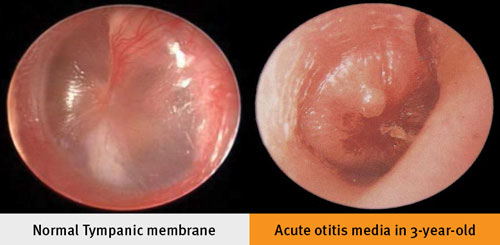 Normal Tympanic membrane
Acute otitis media in 3-year-old